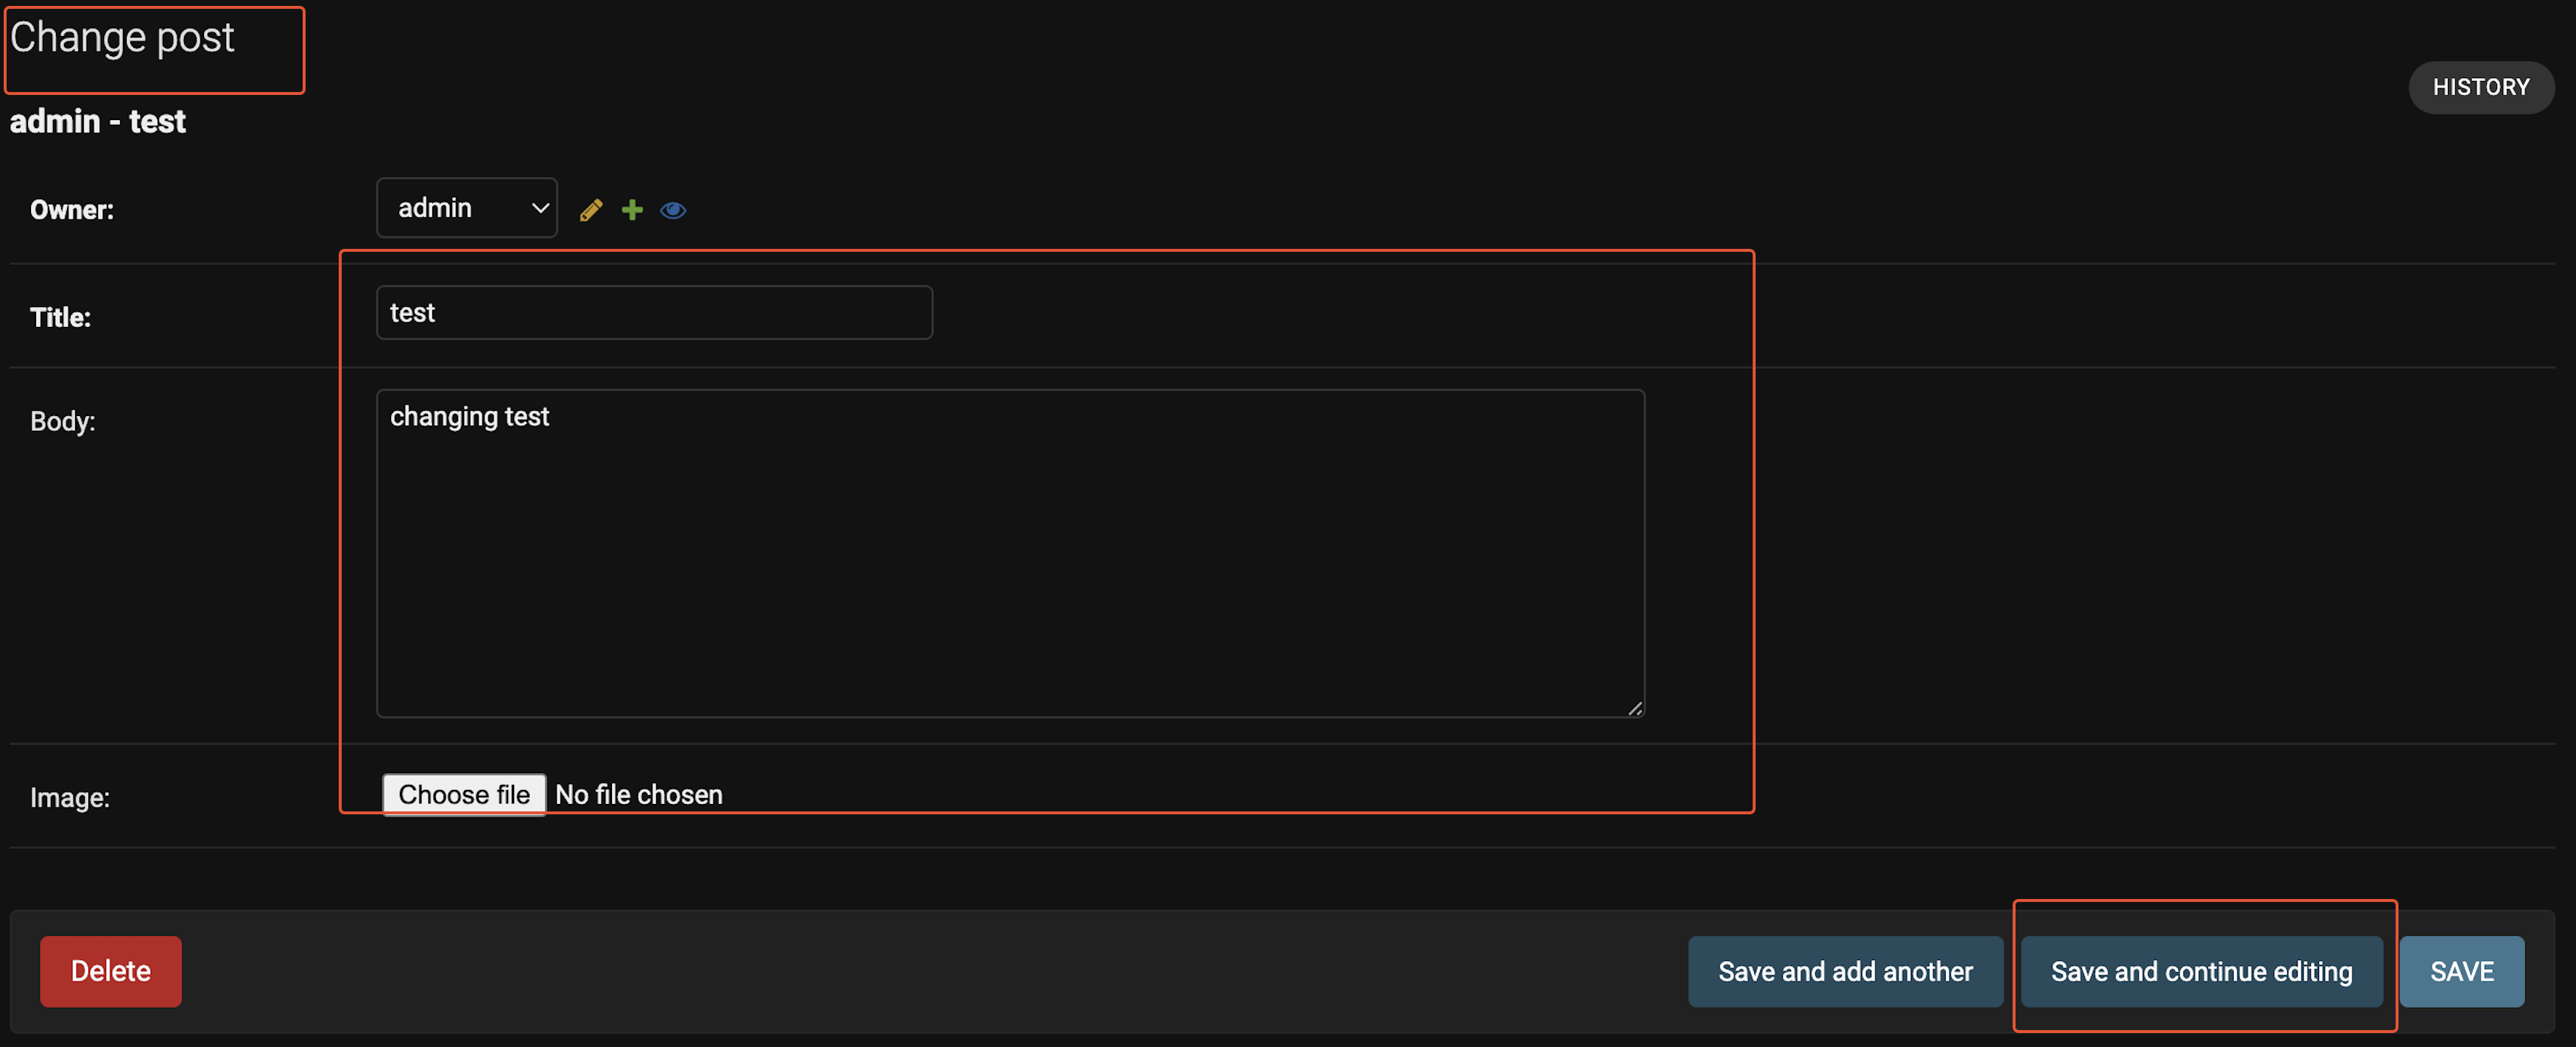 Change post
HISTORY
admin - test
Owner: admin
Title: test
Body: changing test
Image: Choose file No file chosen
Delete Save and add another Save and continue editing SAVE